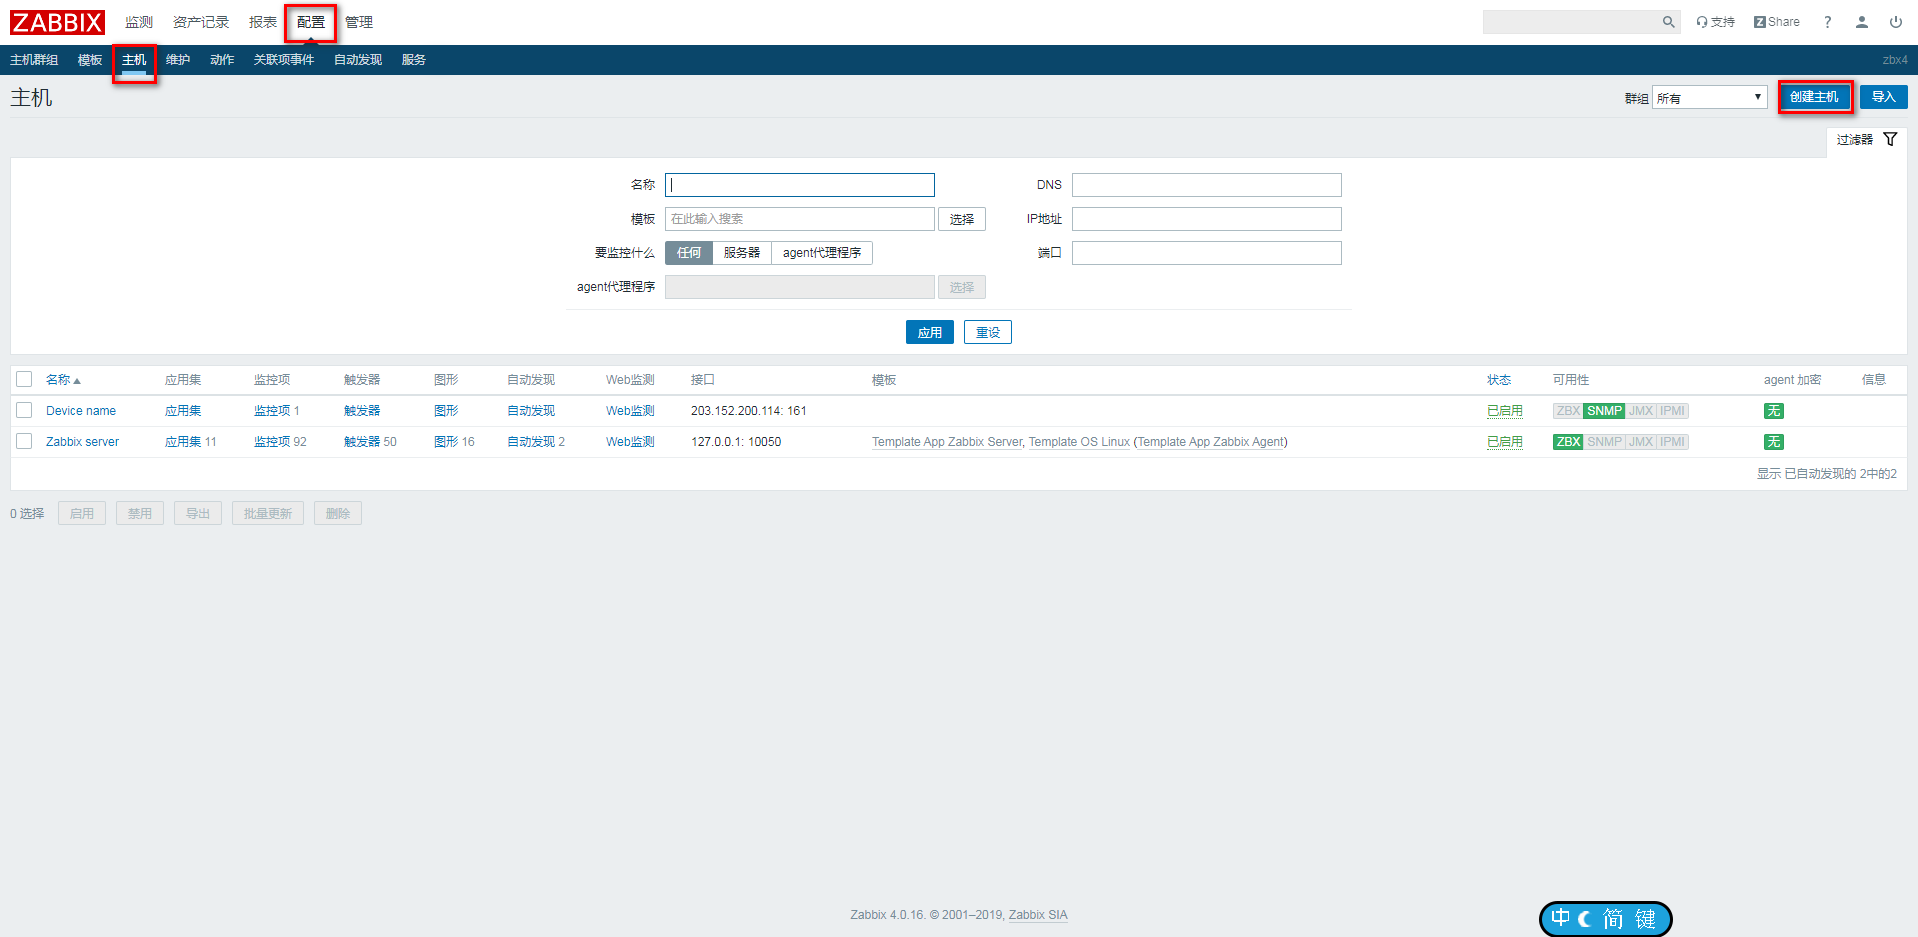 ZABBIX 监测 资产记录 报表 配置 管理 支持 Z Share ?
主机群组 模板 主机 维护 动作 关联项事件 自动发现 服务 zbx4
主机 群组 所有 创建主机 导入
过滤器
名称 DNS
模板 在此输入搜索 选择 IP地址
要监控什么 任何 服务器 agent代理程序 端口
agent代理程序 选择
应用 重设
名称 应用集 监控项 触发器 图形 自动发现 Web监测 接口 模板 状态 可用性 agent 加密 信息
Device name 应用集 监控项 1 触发器 图形 自动发现 Web监测 203.152.200.114: 161 已启用 ZBX SNMP JMX IPMI 无
Zabbix server 应用集 11 监控项 92 触发器 50 图形 16 自动发现 2 Web监测 127.0.0.1: 10050 Template App Zabbix Server, Template OS Linux (Template App Zabbix Agent) 已启用 ZBX SNMP JMX IPMI 无
显示 已自动发现的 2中的2
0 选择 启用 禁用 导出 批量更新 删除
Zabbix 4.0.16. © 2001–2019, Zabbix SIA
中 简 键